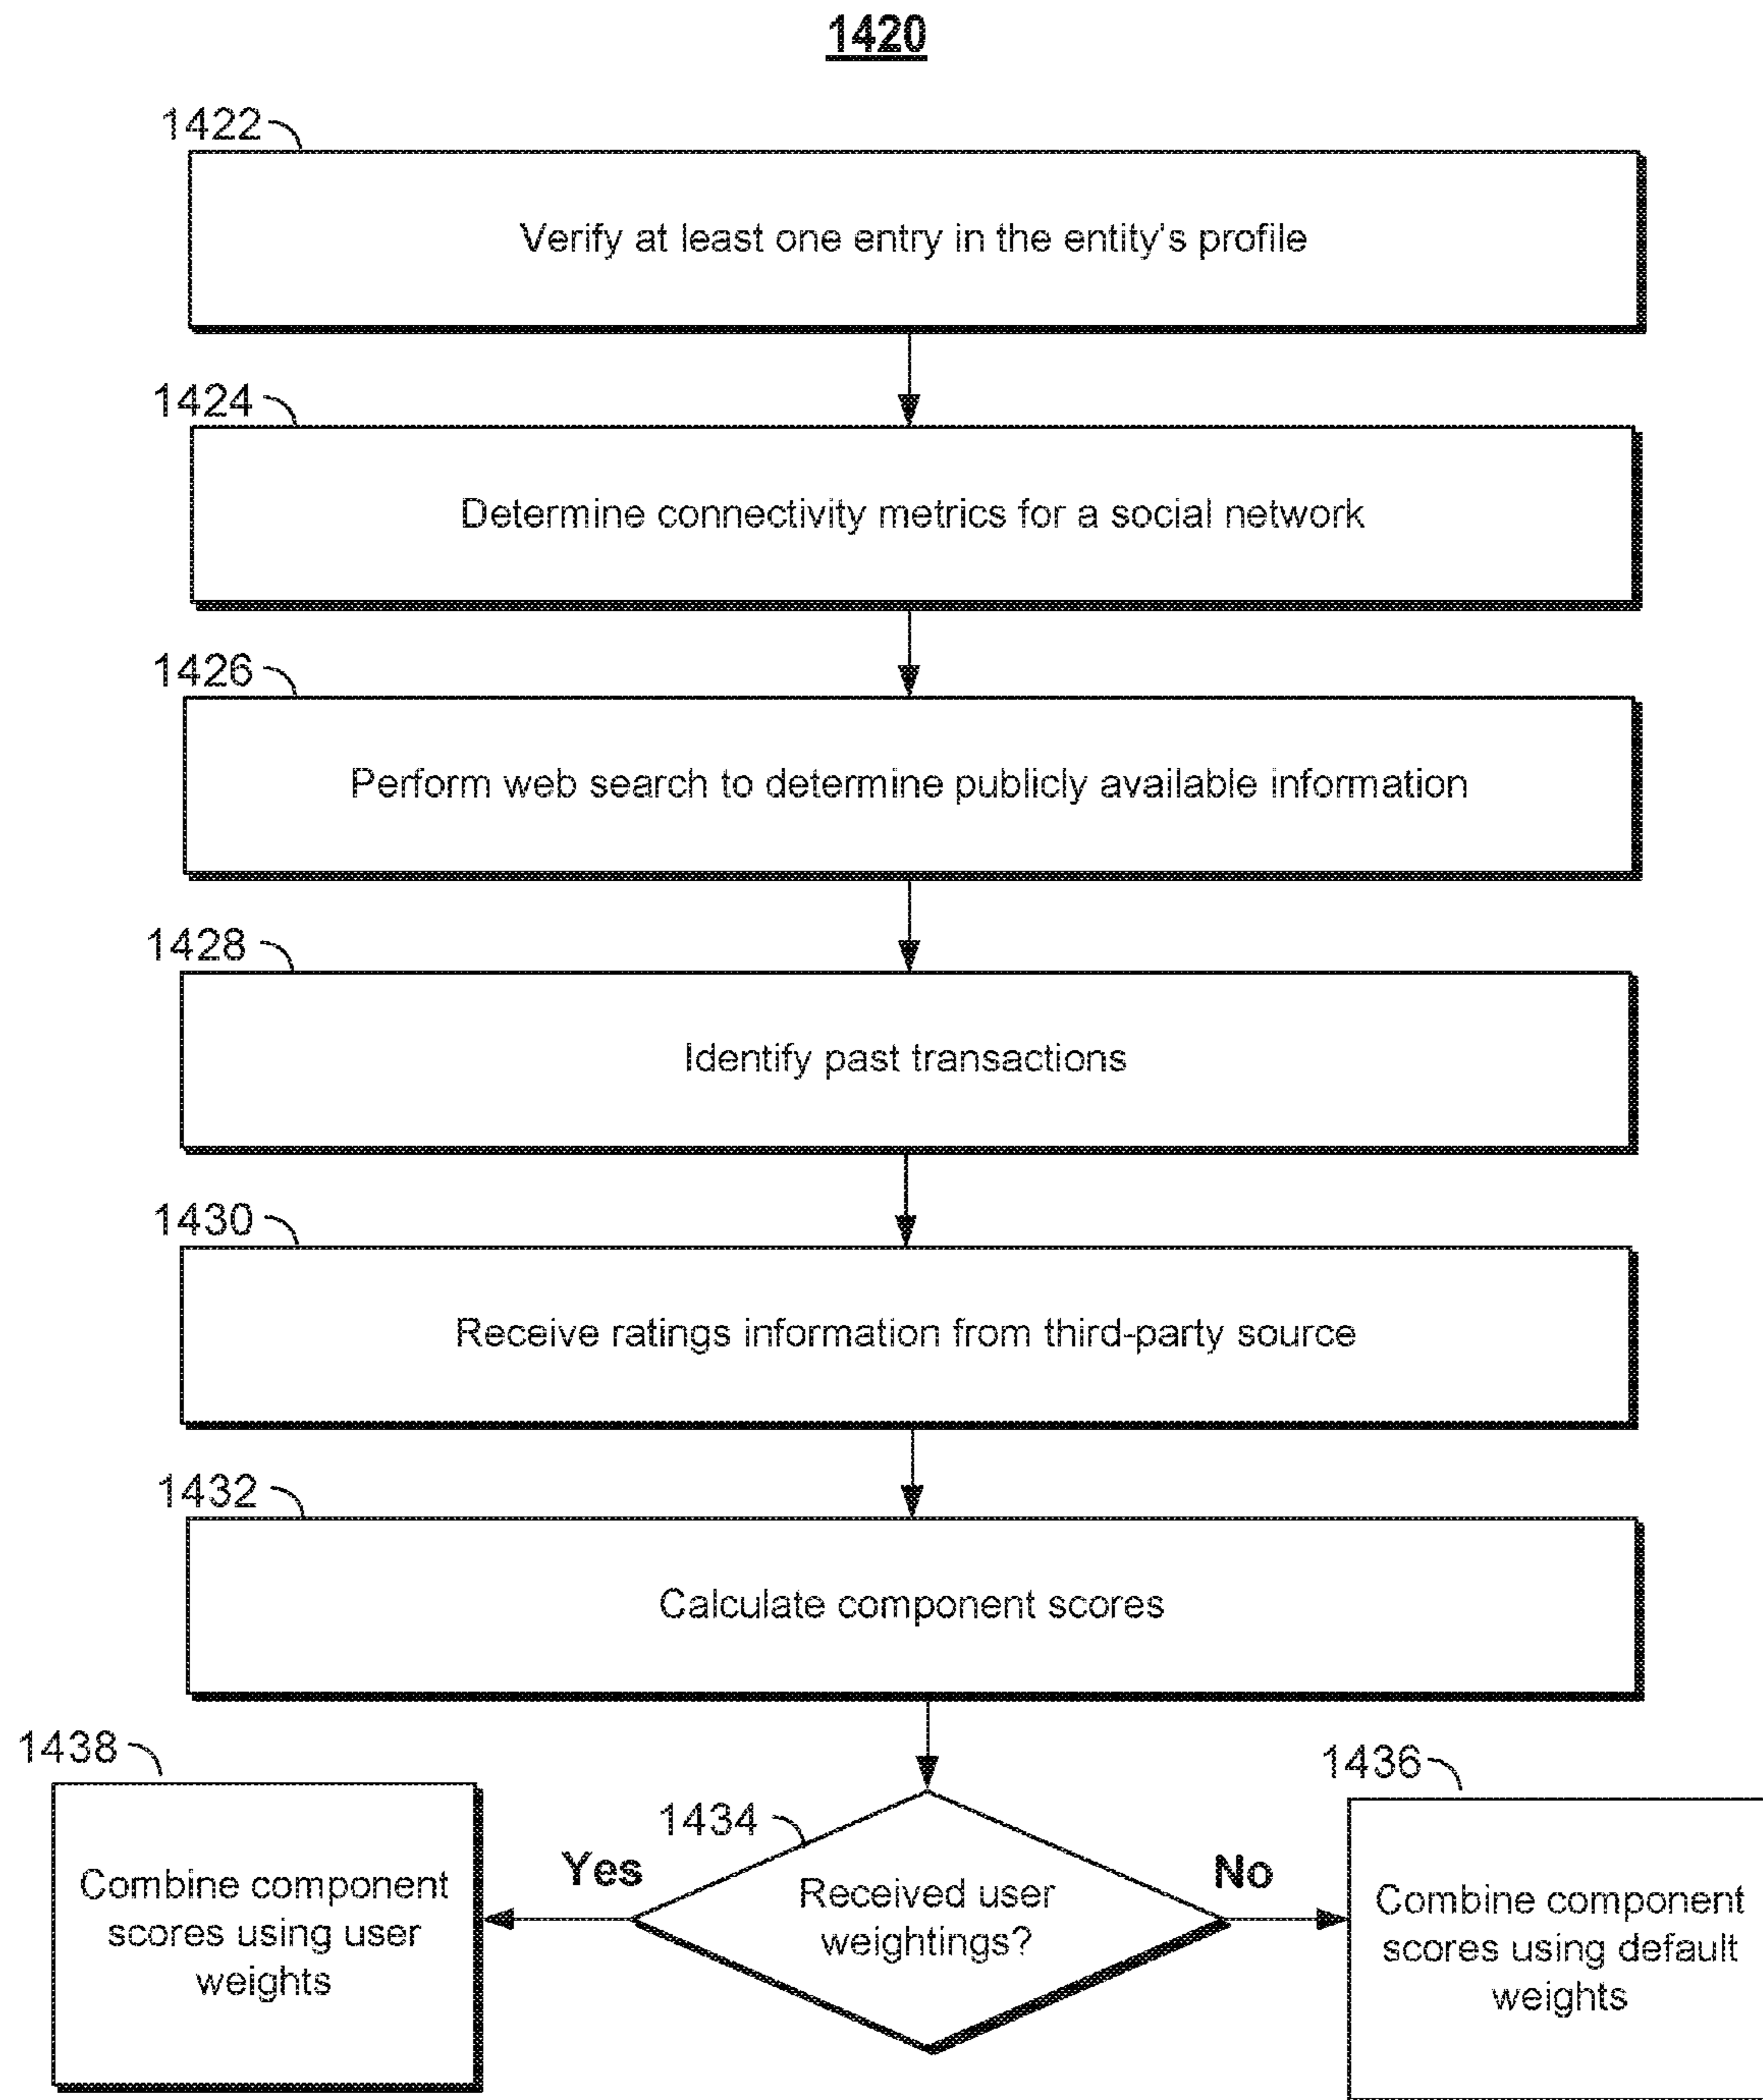 1420
1422
Verify at least one entry in the entity's profile
1424
Determine connectivity metrics for a social network
1426
Perform web search to determine publicly available information
1428
Identify past transactions
1430
Receive ratings information from third-party source
1432
Calculate component scores
1438
Combine component
scores using user
weights
Yes
1434
Received user
weightings?
No
1436
Combine component
scores using default
weights